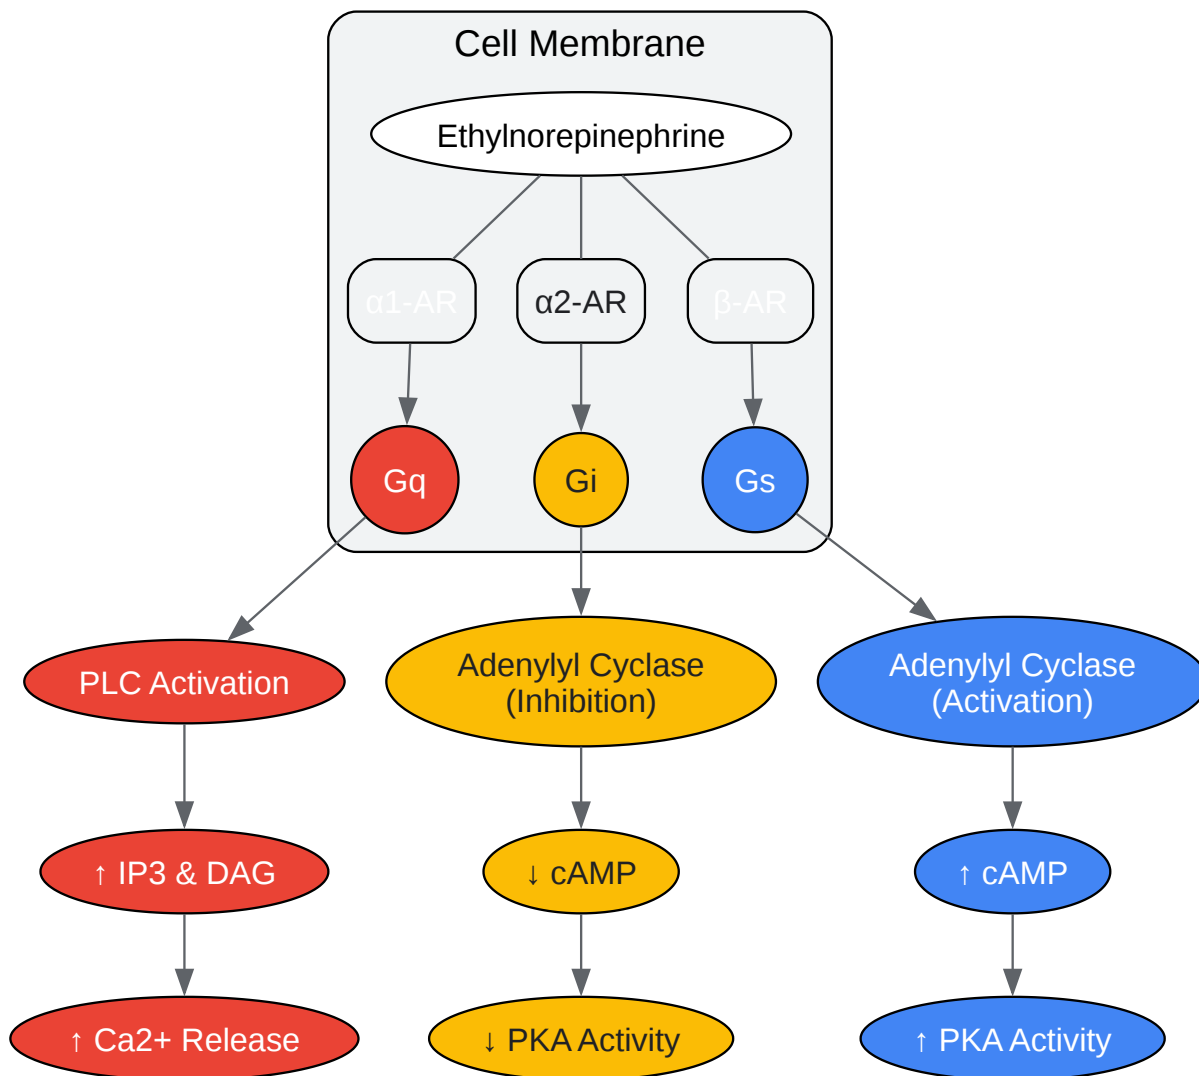 Cell Membrane
Ethylnorepinephrine
α1-AR
α2-AR
β-AR
Gq
Gi
Gs
PLC Activation
Adenylyl Cyclase
(Inhibition)
Adenylyl Cyclase
(Activation)
↑ IP3 & DAG
↓ cAMP
↑ cAMP
↑ Ca2+ Release
↓ PKA Activity
↑ PKA Activity